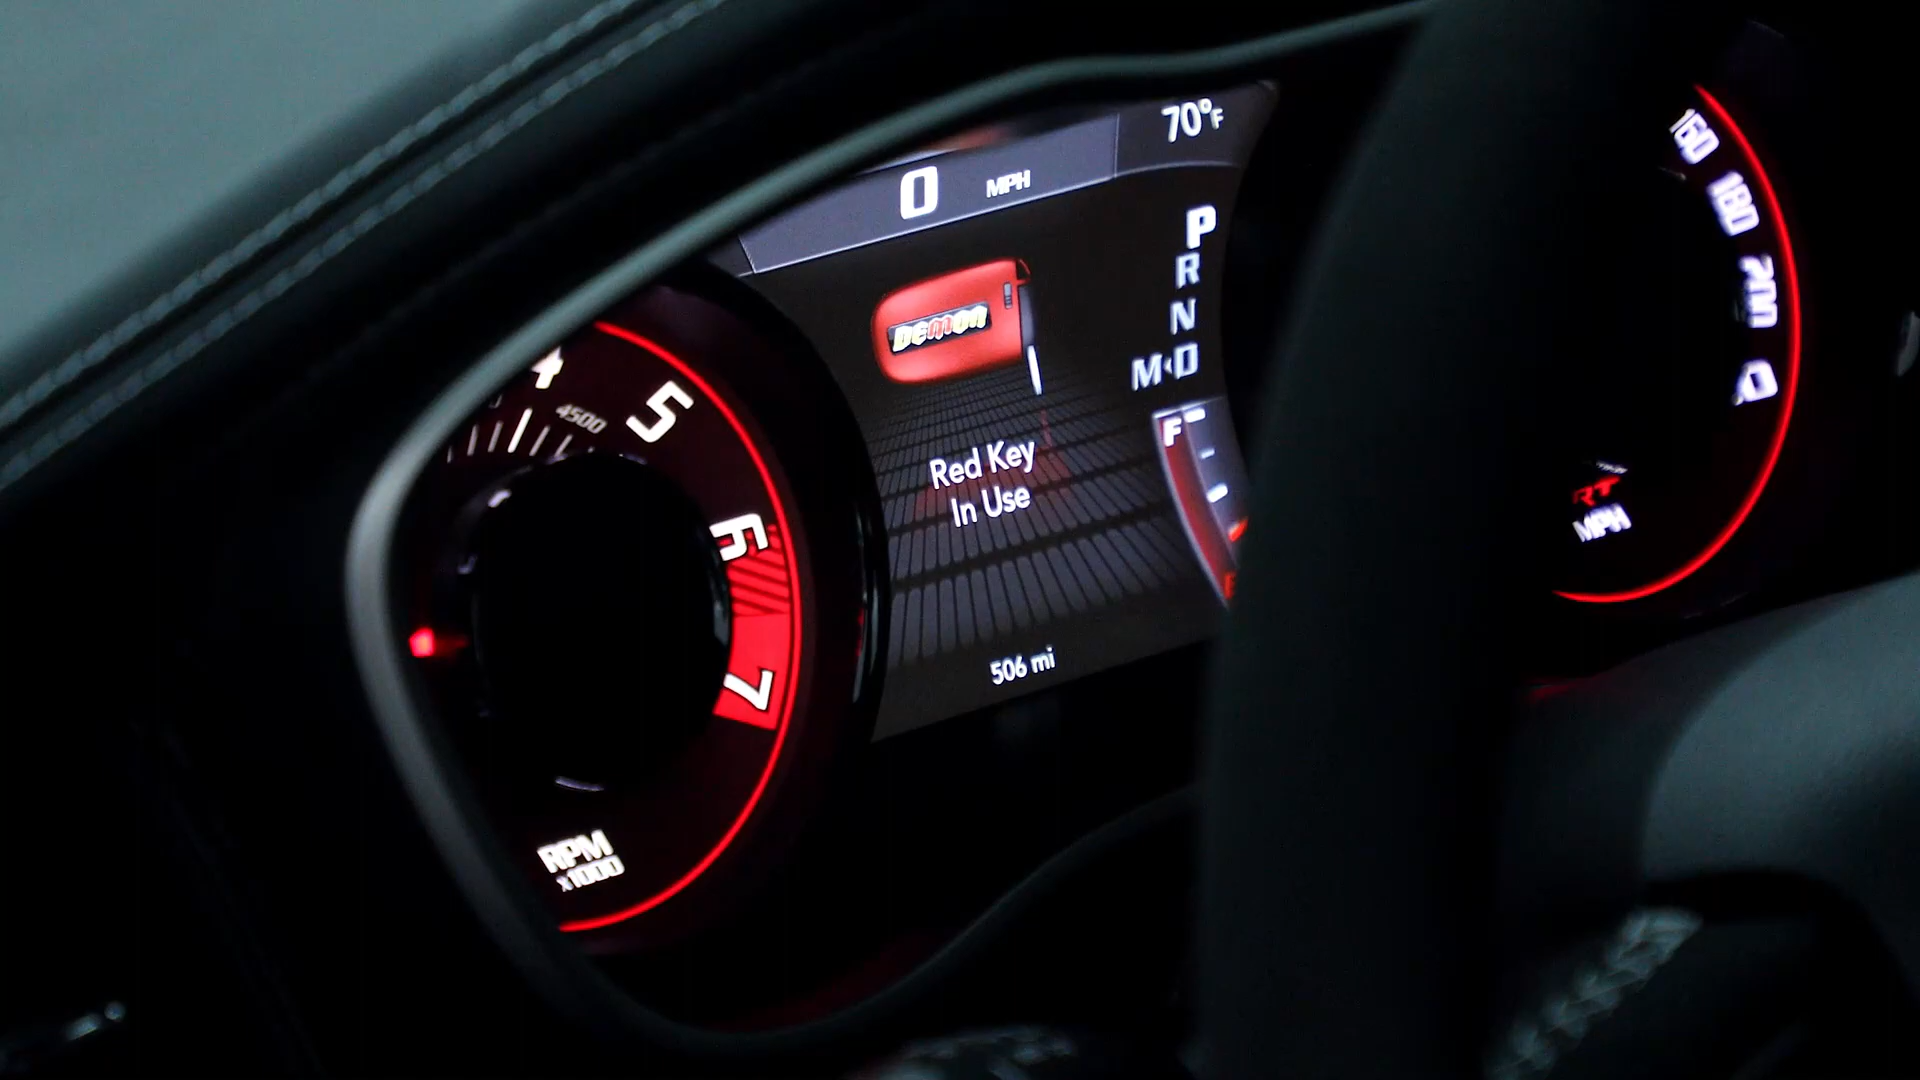 70°F
0 MPH
P
R
N
M‹D
DEMON
F
Red Key
In Use
E
506 mi
4
4500
5
6
7
RPM
x1000
160
180
200
MPH